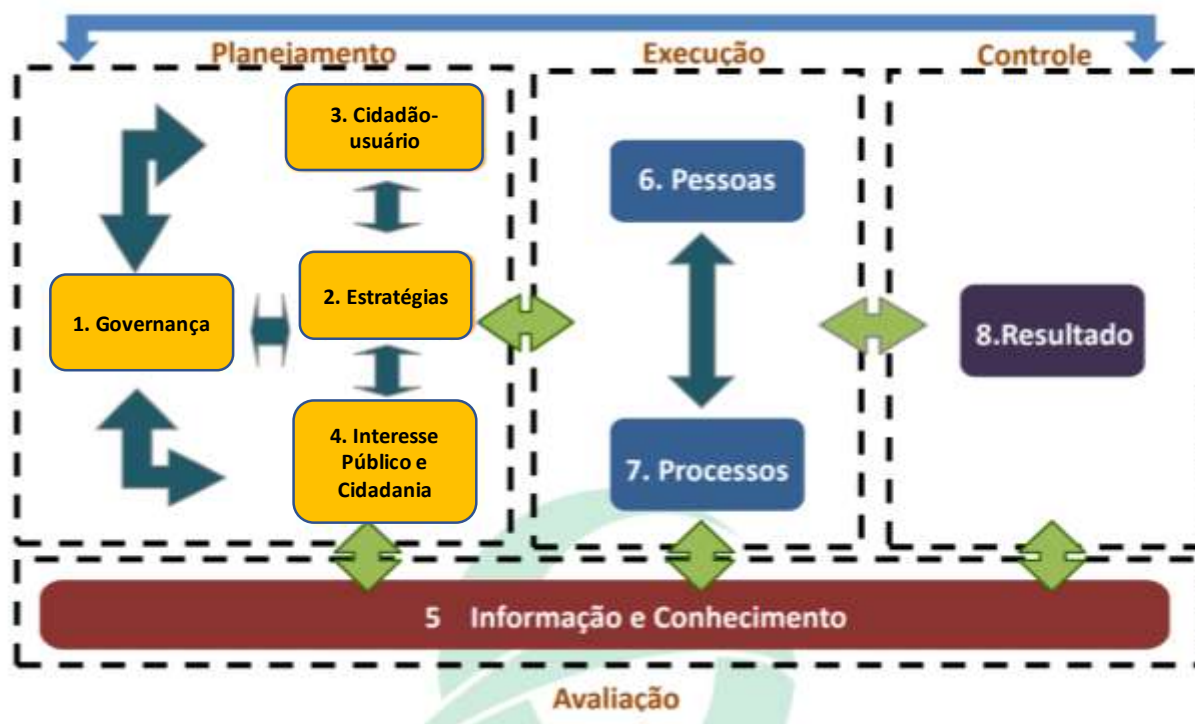 Planejamento
Execução
Controle
3. Cidadão-
usuário
1. Governança
2. Estratégias
4. Interesse
Público e
Cidadania
6. Pessoas
7. Processos
8.Resultado
5 Informação e Conhecimento
Avaliação